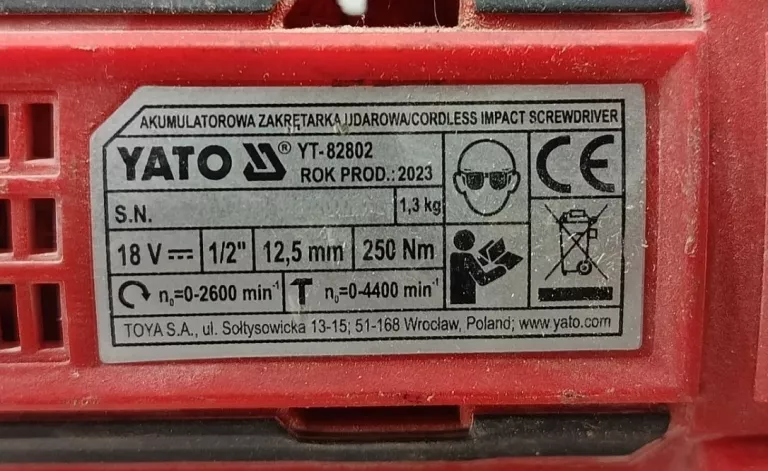 AKUMULATOROWA ZAKRĘTARKA UDAROWA/CORDLESS IMPACT SCREWDRIVER
YATO ® YT-82802
ROK PROD.: 2023
S.N. 1,3 kg
CE
18 V 1/2" 12,5 mm 250 Nm
n₀=0-2600 min⁻¹ n₀=0-4400 min⁻¹
TOYA S.A., ul. Sołtysowicka 13-15; 51-168 Wrocław, Poland; www.yato.com